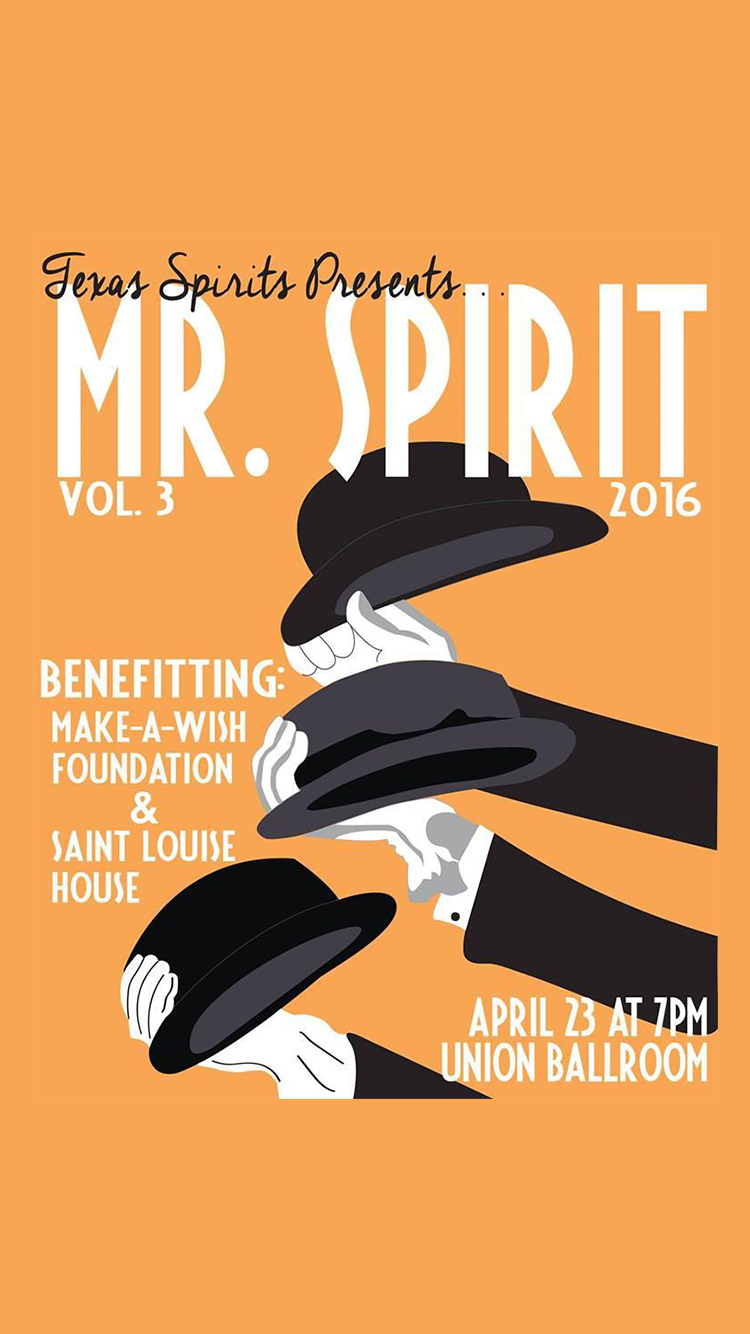 Texas Spirits Presents...
MR. SPIRIT
VOL. 3
2016
BENEFITTING:
MAKE-A-WISH
FOUNDATION
&
SAINT LOUISE
HOUSE
APRIL 23 AT 7PM
UNION BALLROOM